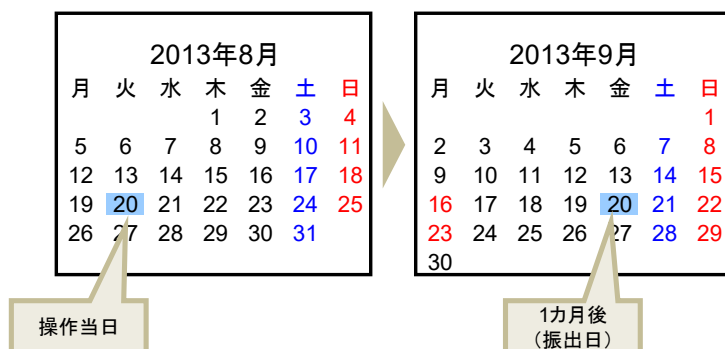 2013年8月
月 火 水 木 金 土 日
1 2 3 4
5 6 7 8 9 10 11
12 13 14 15 16 17 18
19 20 21 22 23 24 25
26 27 28 29 30 31
操作当日
2013年9月
月 火 水 木 金 土 日
1
2 3 4 5 6 7 8
9 10 11 12 13 14 15
16 17 18 19 20 21 22
23 24 25 26 27 28 29
30
1カ月後
（振出日）